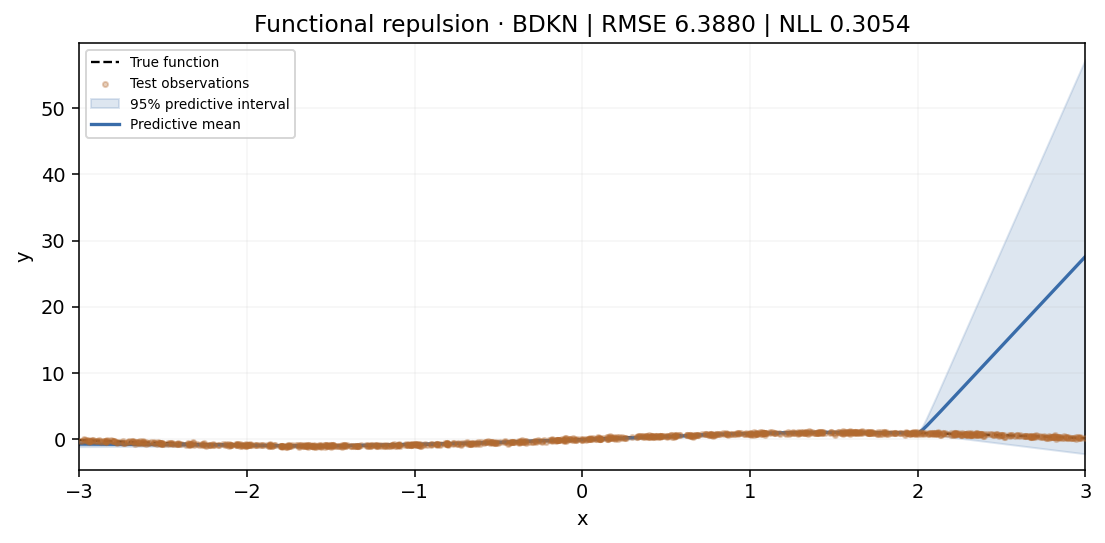 Functional repulsion · BDKN | RMSE 6.3880 | NLL 0.3054
True function
Test observations
95% predictive interval
Predictive mean
50
40
30
20
10
0
y
−3
−2
−1
0
1
2
3
x